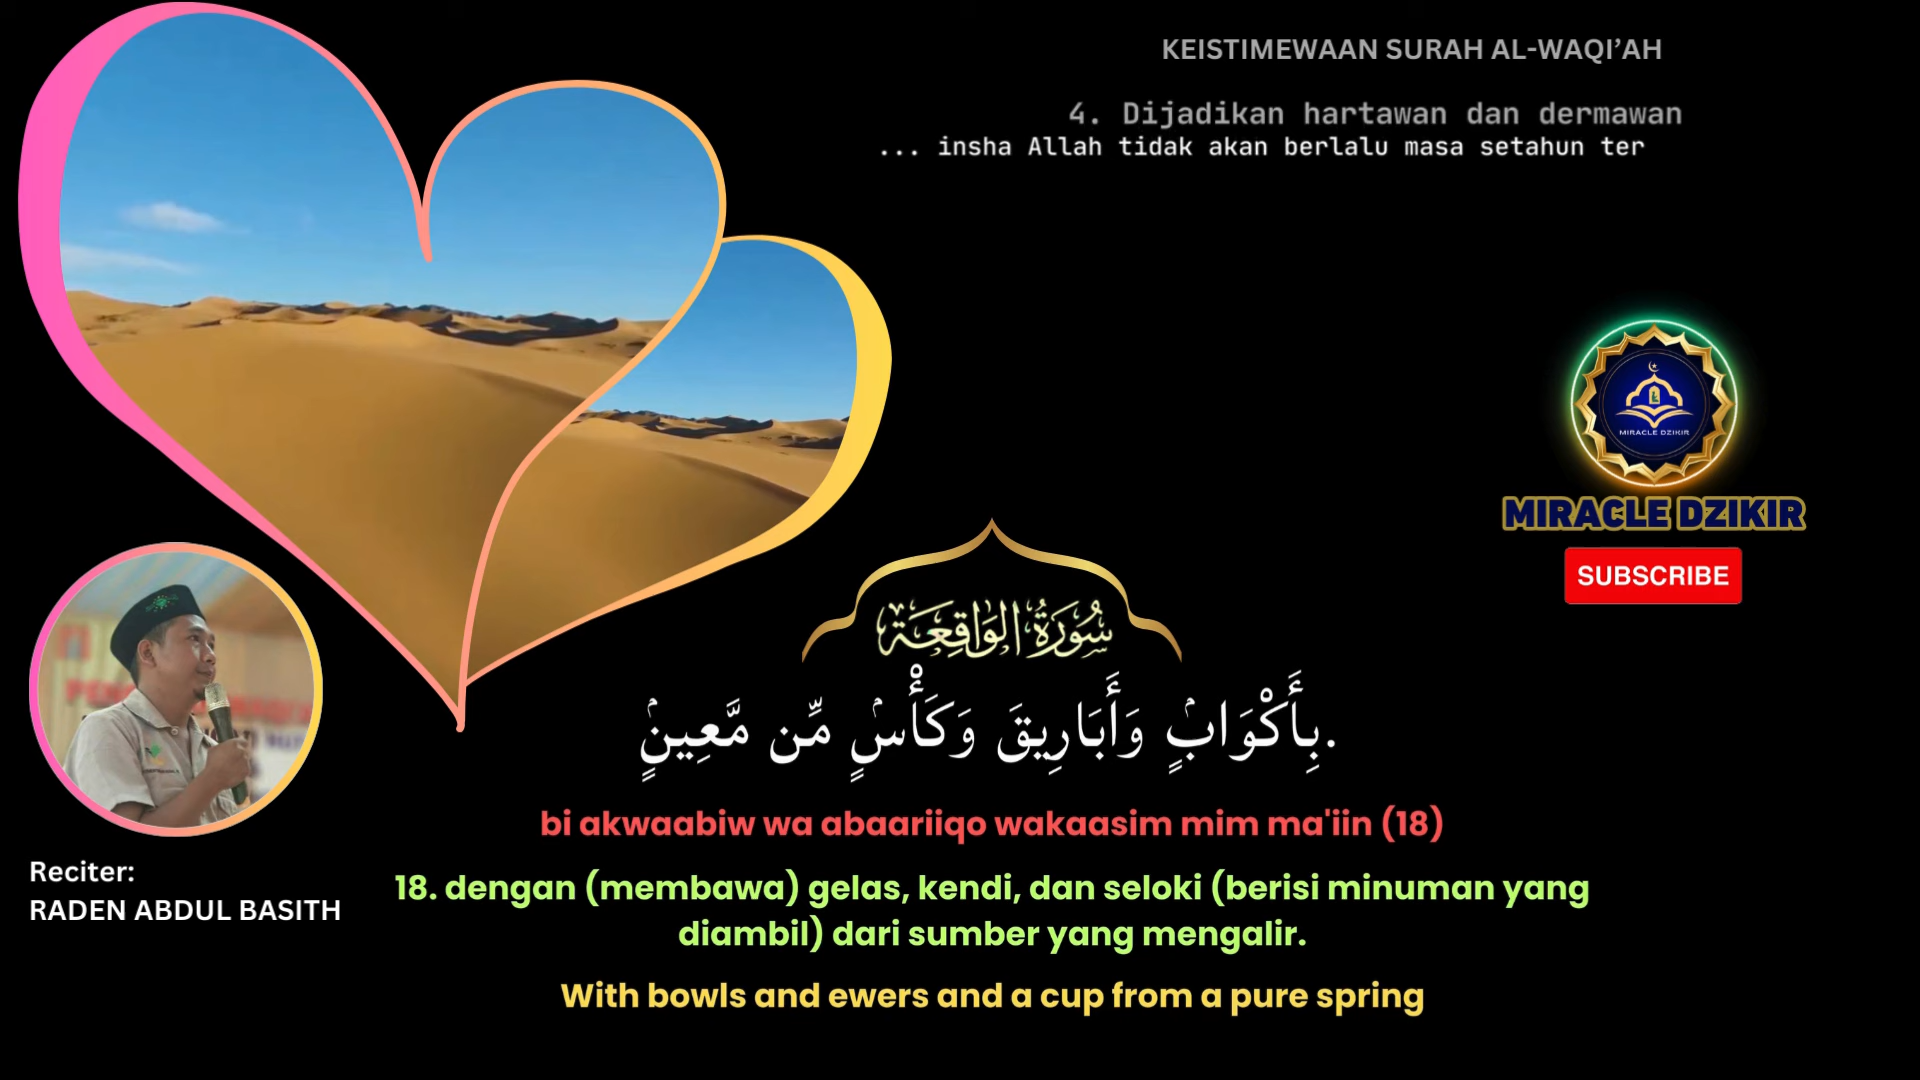 KEISTIMEWAAN SURAH AL-WAQI’AH
4. Dijadikan hartawan dan dermawan
... insha Allah tidak akan berlalu masa setahun ter
MIRACLE DZIKIR
MIRACLE DZIKIR
SUBSCRIBE
سُورَةُ الوَاقِعَة
بِأَكْوَابٍۢ وَأَبَارِيقَ وَكَأْسٍۢ مِّن مَّعِينٍۢ.
bi akwaabiw wa abaariiqo wakaasim mim ma'iin (18)
Reciter:
RADEN ABDUL BASITH
18. dengan (membawa) gelas, kendi, dan seloki (berisi minuman yang
diambil) dari sumber yang mengalir.
With bowls and ewers and a cup from a pure spring